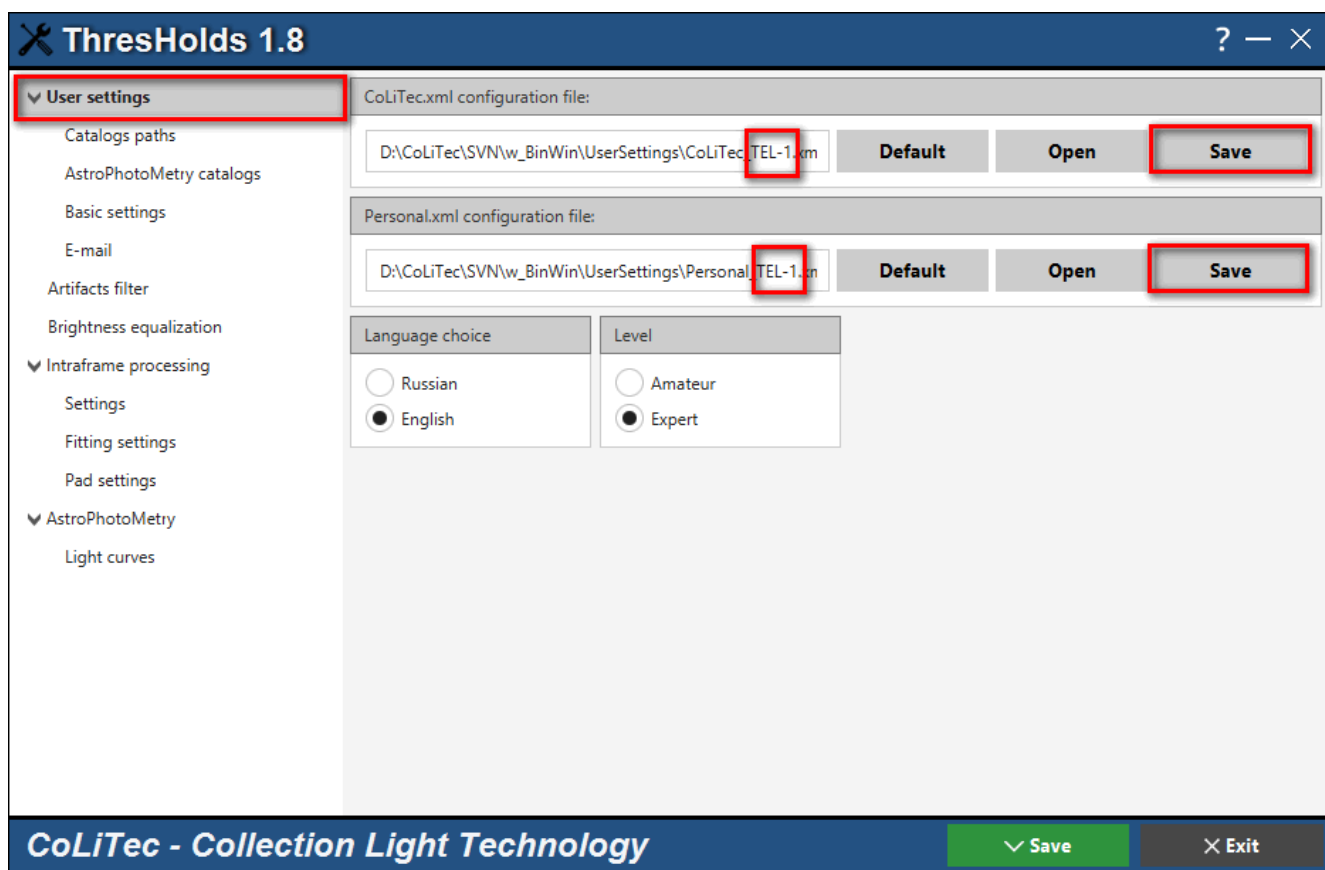 ThresHolds 1.8
?
User settings
Catalogs paths
AstroPhotoMetry catalogs
Basic settings
E-mail
Artifacts filter
Brightness equalization
Intraframe processing
Settings
Fitting settings
Pad settings
AstroPhotoMetry
Light curves
CoLiTec.xml configuration file:
D:\CoLiTec\SVN\w_BinWin\UserSettings\CoLiTec_TEL-1.xm
Default
Open
Save
Personal.xml configuration file:
D:\CoLiTec\SVN\w_BinWin\UserSettings\Personal_TEL-1.xm
Default
Open
Save
Language choice
Russian
English
Level
Amateur
Expert
CoLiTec - Collection Light Technology
Save
Exit